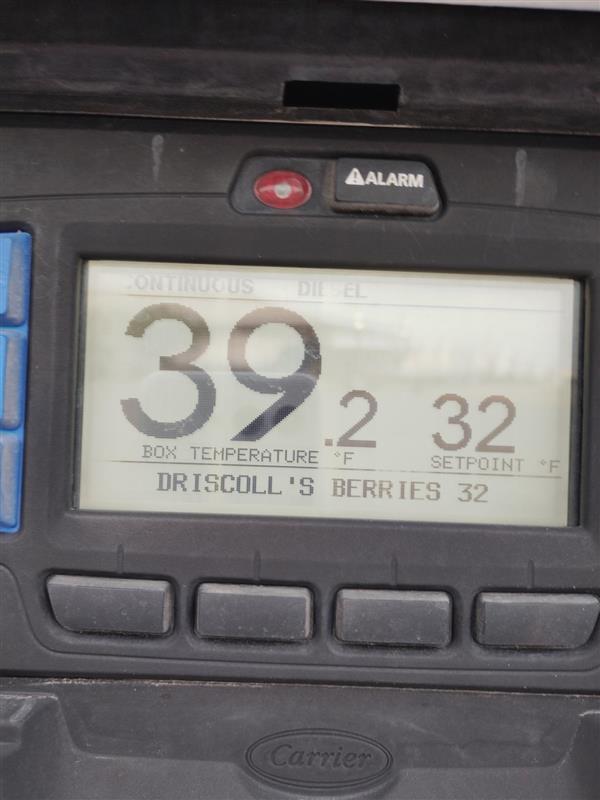 ⚠ALARM
CONTINUOUS DIESEL
39.2 32
BOX TEMPERATURE °F SETPOINT °F
DRISCOLL'S BERRIES 32
Carrier